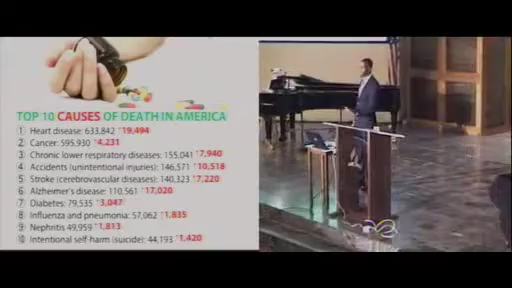 TOP 10 CAUSES OF DEATH IN AMERICA
1 Heart disease: 633,842 +19,494
2 Cancer: 595,930 +4,231
3 Chronic lower respiratory diseases: 155,041 +7,940
4 Accidents (unintentional injuries): 146,571 +10,518
5 Stroke (cerebrovascular diseases): 140,323 +7,220
6 Alzheimer's disease: 110,561 +17,020
7 Diabetes: 79,535 +3,047
8 Influenza and pneumonia: 57,062 +1,835
9 Nephritis 49,959 +1,813
10 Intentional self-harm (suicide): 44,193 +1,420